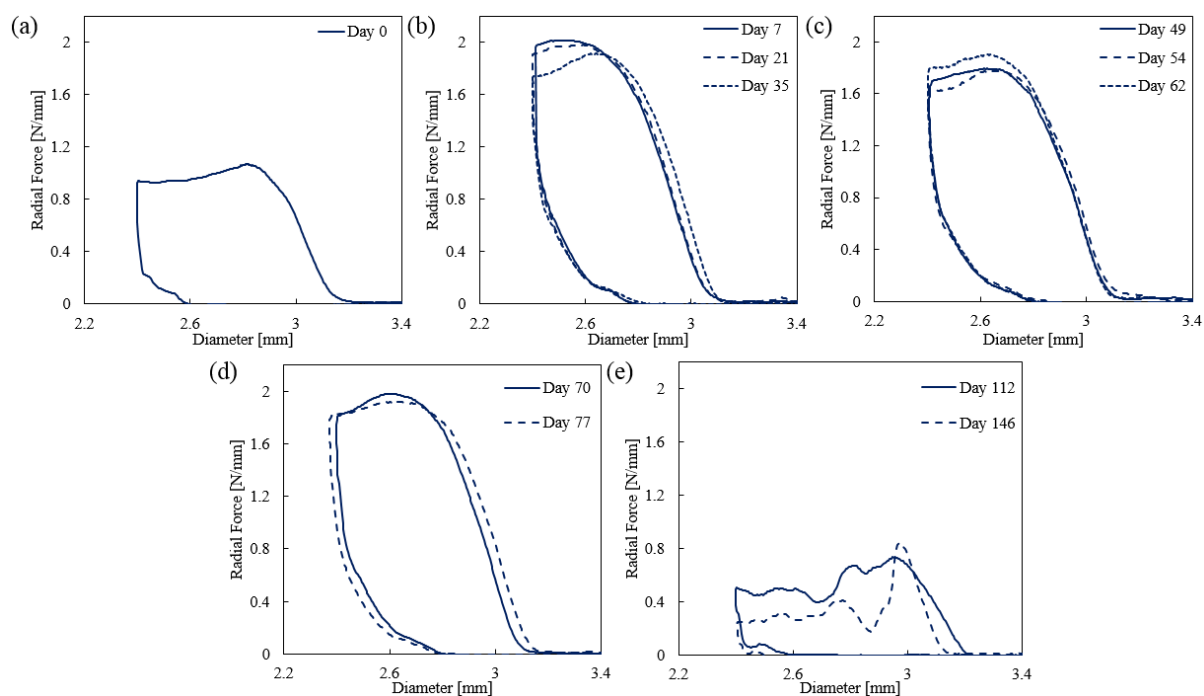 (a)
Day 0
Radial Force [N/mm]
2
1.6
1.2
0.8
0.4
0
2.2
2.6
3
3.4
Diameter [mm]
(b)
Day 7
Day 21
Day 35
Radial Force [N/mm]
2
1.6
1.2
0.8
0.4
0
2.2
2.6
3
3.4
Diameter [mm]
(c)
Day 49
Day 54
Day 62
Radial Force [N/mm]
2
1.6
1.2
0.8
0.4
0
2.2
2.6
3
3.4
Diameter [mm]
(d)
Day 70
Day 77
Radial Force [N/mm]
2
1.6
1.2
0.8
0.4
0
2.2
2.6
3
3.4
Diameter [mm]
(e)
Day 112
Day 146
Radial Force [N/mm]
2
1.6
1.2
0.8
0.4
0
2.2
2.6
3
3.4
Diameter [mm]